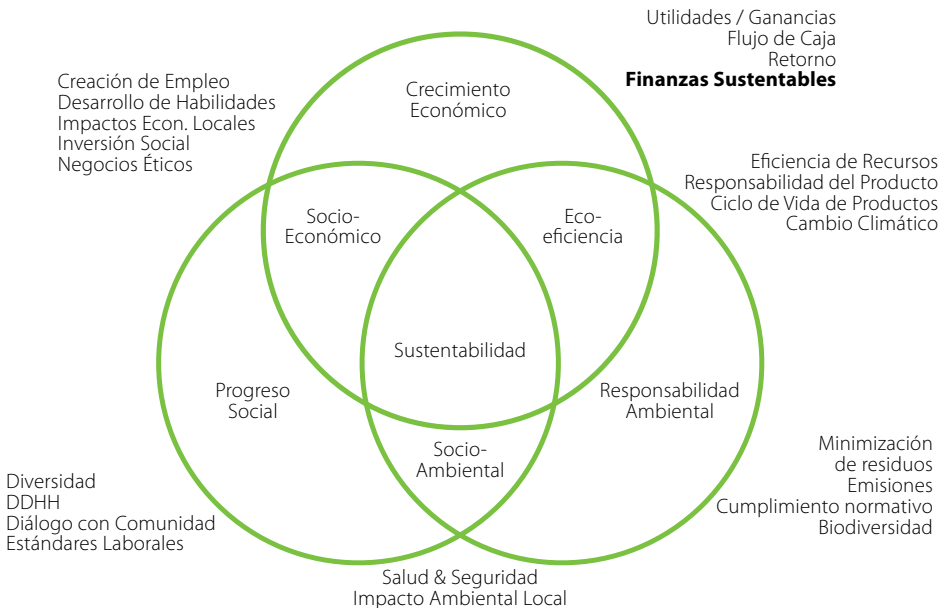 Utilidades / Ganancias
Flujo de Caja
Retorno
Finanzas Sustentables
Creación de Empleo
Desarrollo de Habilidades
Impactos Econ. Locales
Inversión Social
Negocios Éticos
Crecimiento
Económico
Eficiencia de Recursos
Responsabilidad del Producto
Ciclo de Vida de Productos
Cambio Climático
Socio-
Económico
Eco-
eficiencia
Sustentabilidad
Progreso
Social
Responsabilidad
Ambiental
Socio-
Ambiental
Minimización
de residuos
Emisiones
Cumplimiento normativo
Biodiversidad
Diversidad
DDHH
Diálogo con Comunidad
Estándares Laborales
Salud & Seguridad
Impacto Ambiental Local